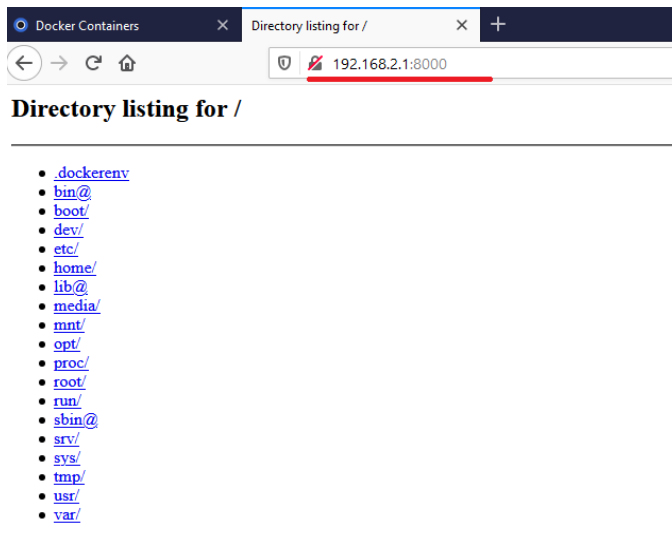 Docker Containers
Directory listing for /
192.168.2.1:8000
Directory listing for /
.dockerenv
bin@
boot/
dev/
etc/
home/
lib@
media/
mnt/
opt/
proc/
root/
run/
sbin@
srv/
sys/
tmp/
usr/
var/